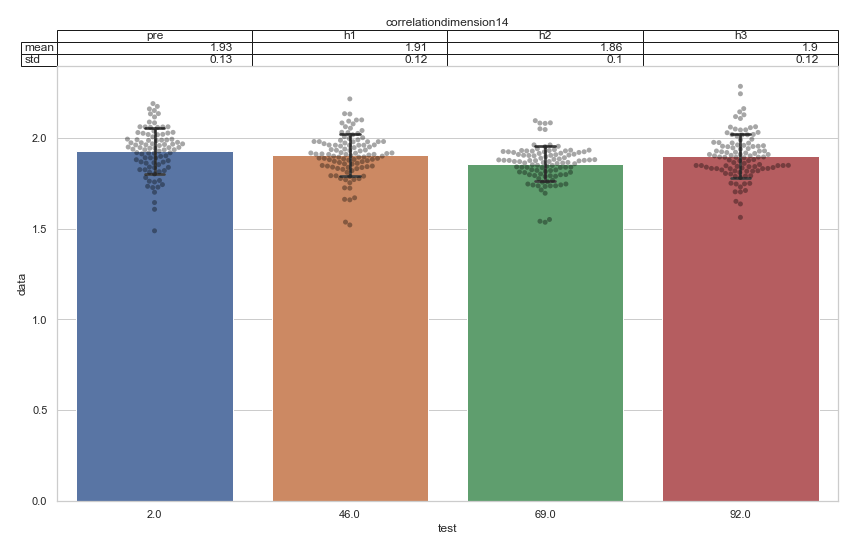 correlationdimension14
pre h1 h2 h3
mean 1.93 1.91 1.86 1.9
std 0.13 0.12 0.1 0.12
2.0
1.5
data
1.0
0.5
0.0
2.0 46.0 69.0 92.0
test